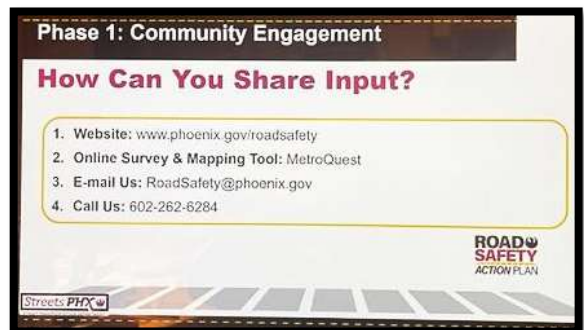 Phase 1: Community Engagement
How Can You Share Input?
1. Website: www.phoenix.gov/roadsafety
2. Online Survey & Mapping Tool: MetroQuest
3. E-mail Us: RoadSafety@phoenix.gov
4. Call Us: 602-262-6284
ROAD
SAFETY
ACTION PLAN
Streets PHX